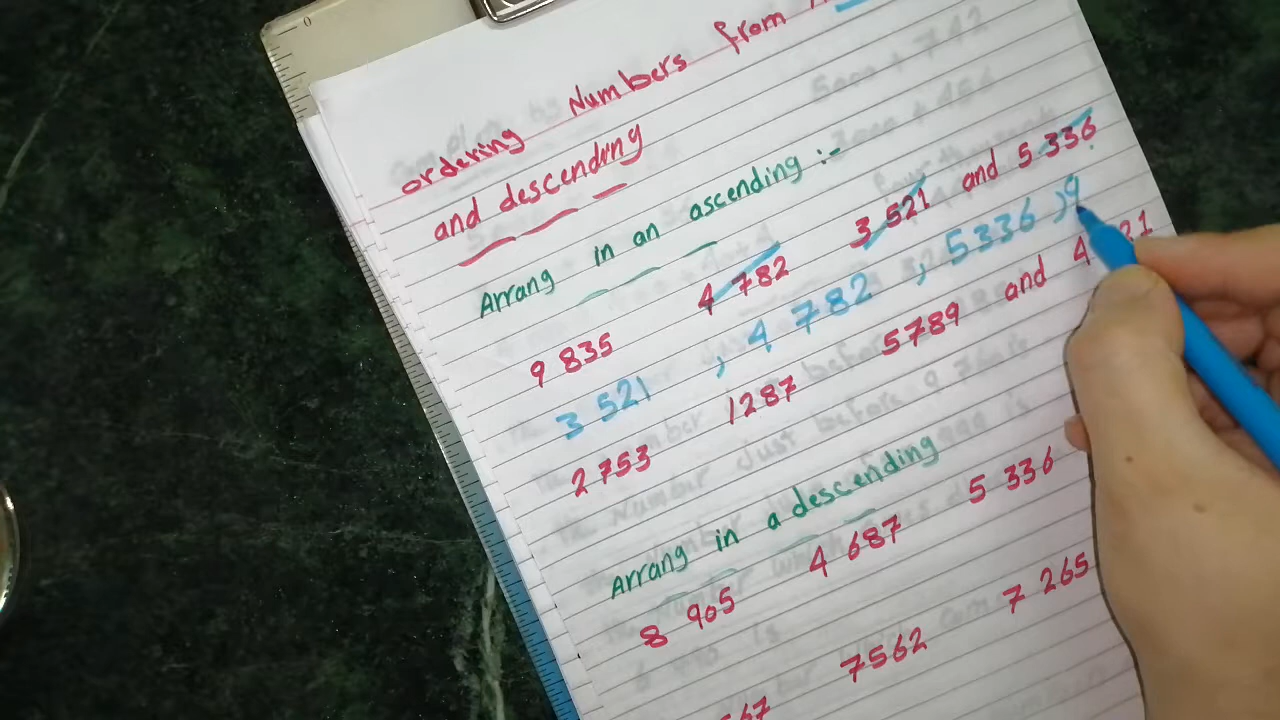 ordering Numbers from
and descending
Arrang in an ascending :-
9 835 4 782 3 521 and 5 336
3 521 , 4 782 , 5336 , 9
2 753 1287 5789 and 4
Arrang in a descending
8 905 4 687 5 336
7562 7 265